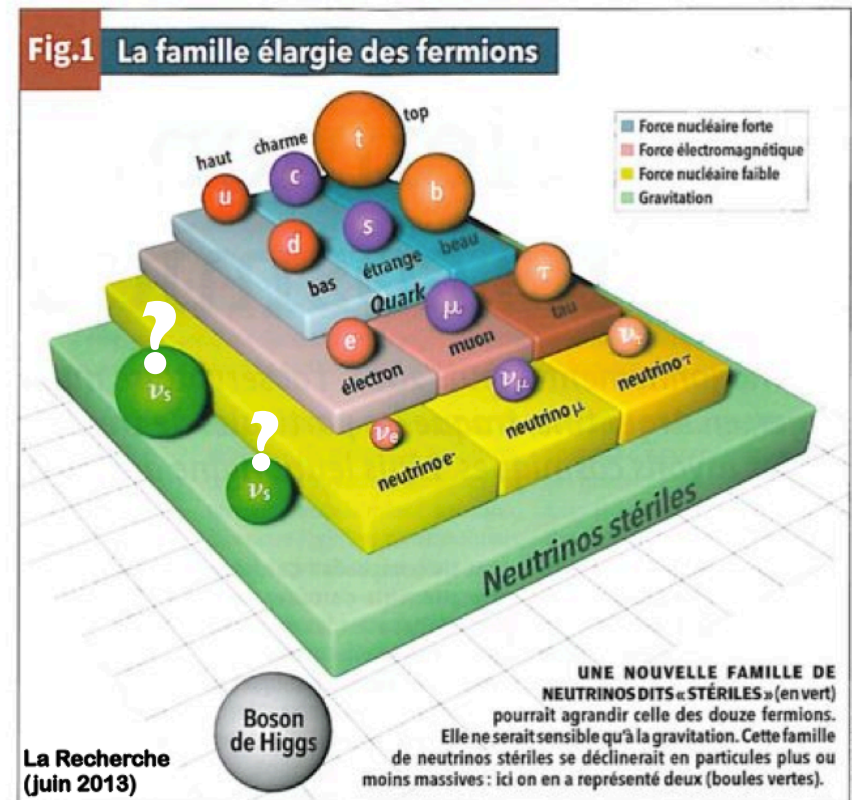 Fig.1 La famille élargie des fermions
Force nucléaire forte
Force électromagnétique
Force nucléaire faible
Gravitation
haut
charme
top
u
c
t
b
d
s
bas
étrange
beau
Quark
e
μ
τ
électron
muon
tau
?
νs
?
νs
νe
νμ
ντ
neutrino e-
neutrino μ
neutrino τ
Neutrinos stériles
Boson
de Higgs
La Recherche
(juin 2013)
UNE NOUVELLE FAMILLE DE
NEUTRINOS DITS « STÉRILES » (en vert)
pourrait agrandir celle des douze fermions.
Elle ne serait sensible qu'à la gravitation. Cette famille
de neutrinos stériles se déclinerait en particules plus ou
moins massives : ici on en a représenté deux (boules vertes).